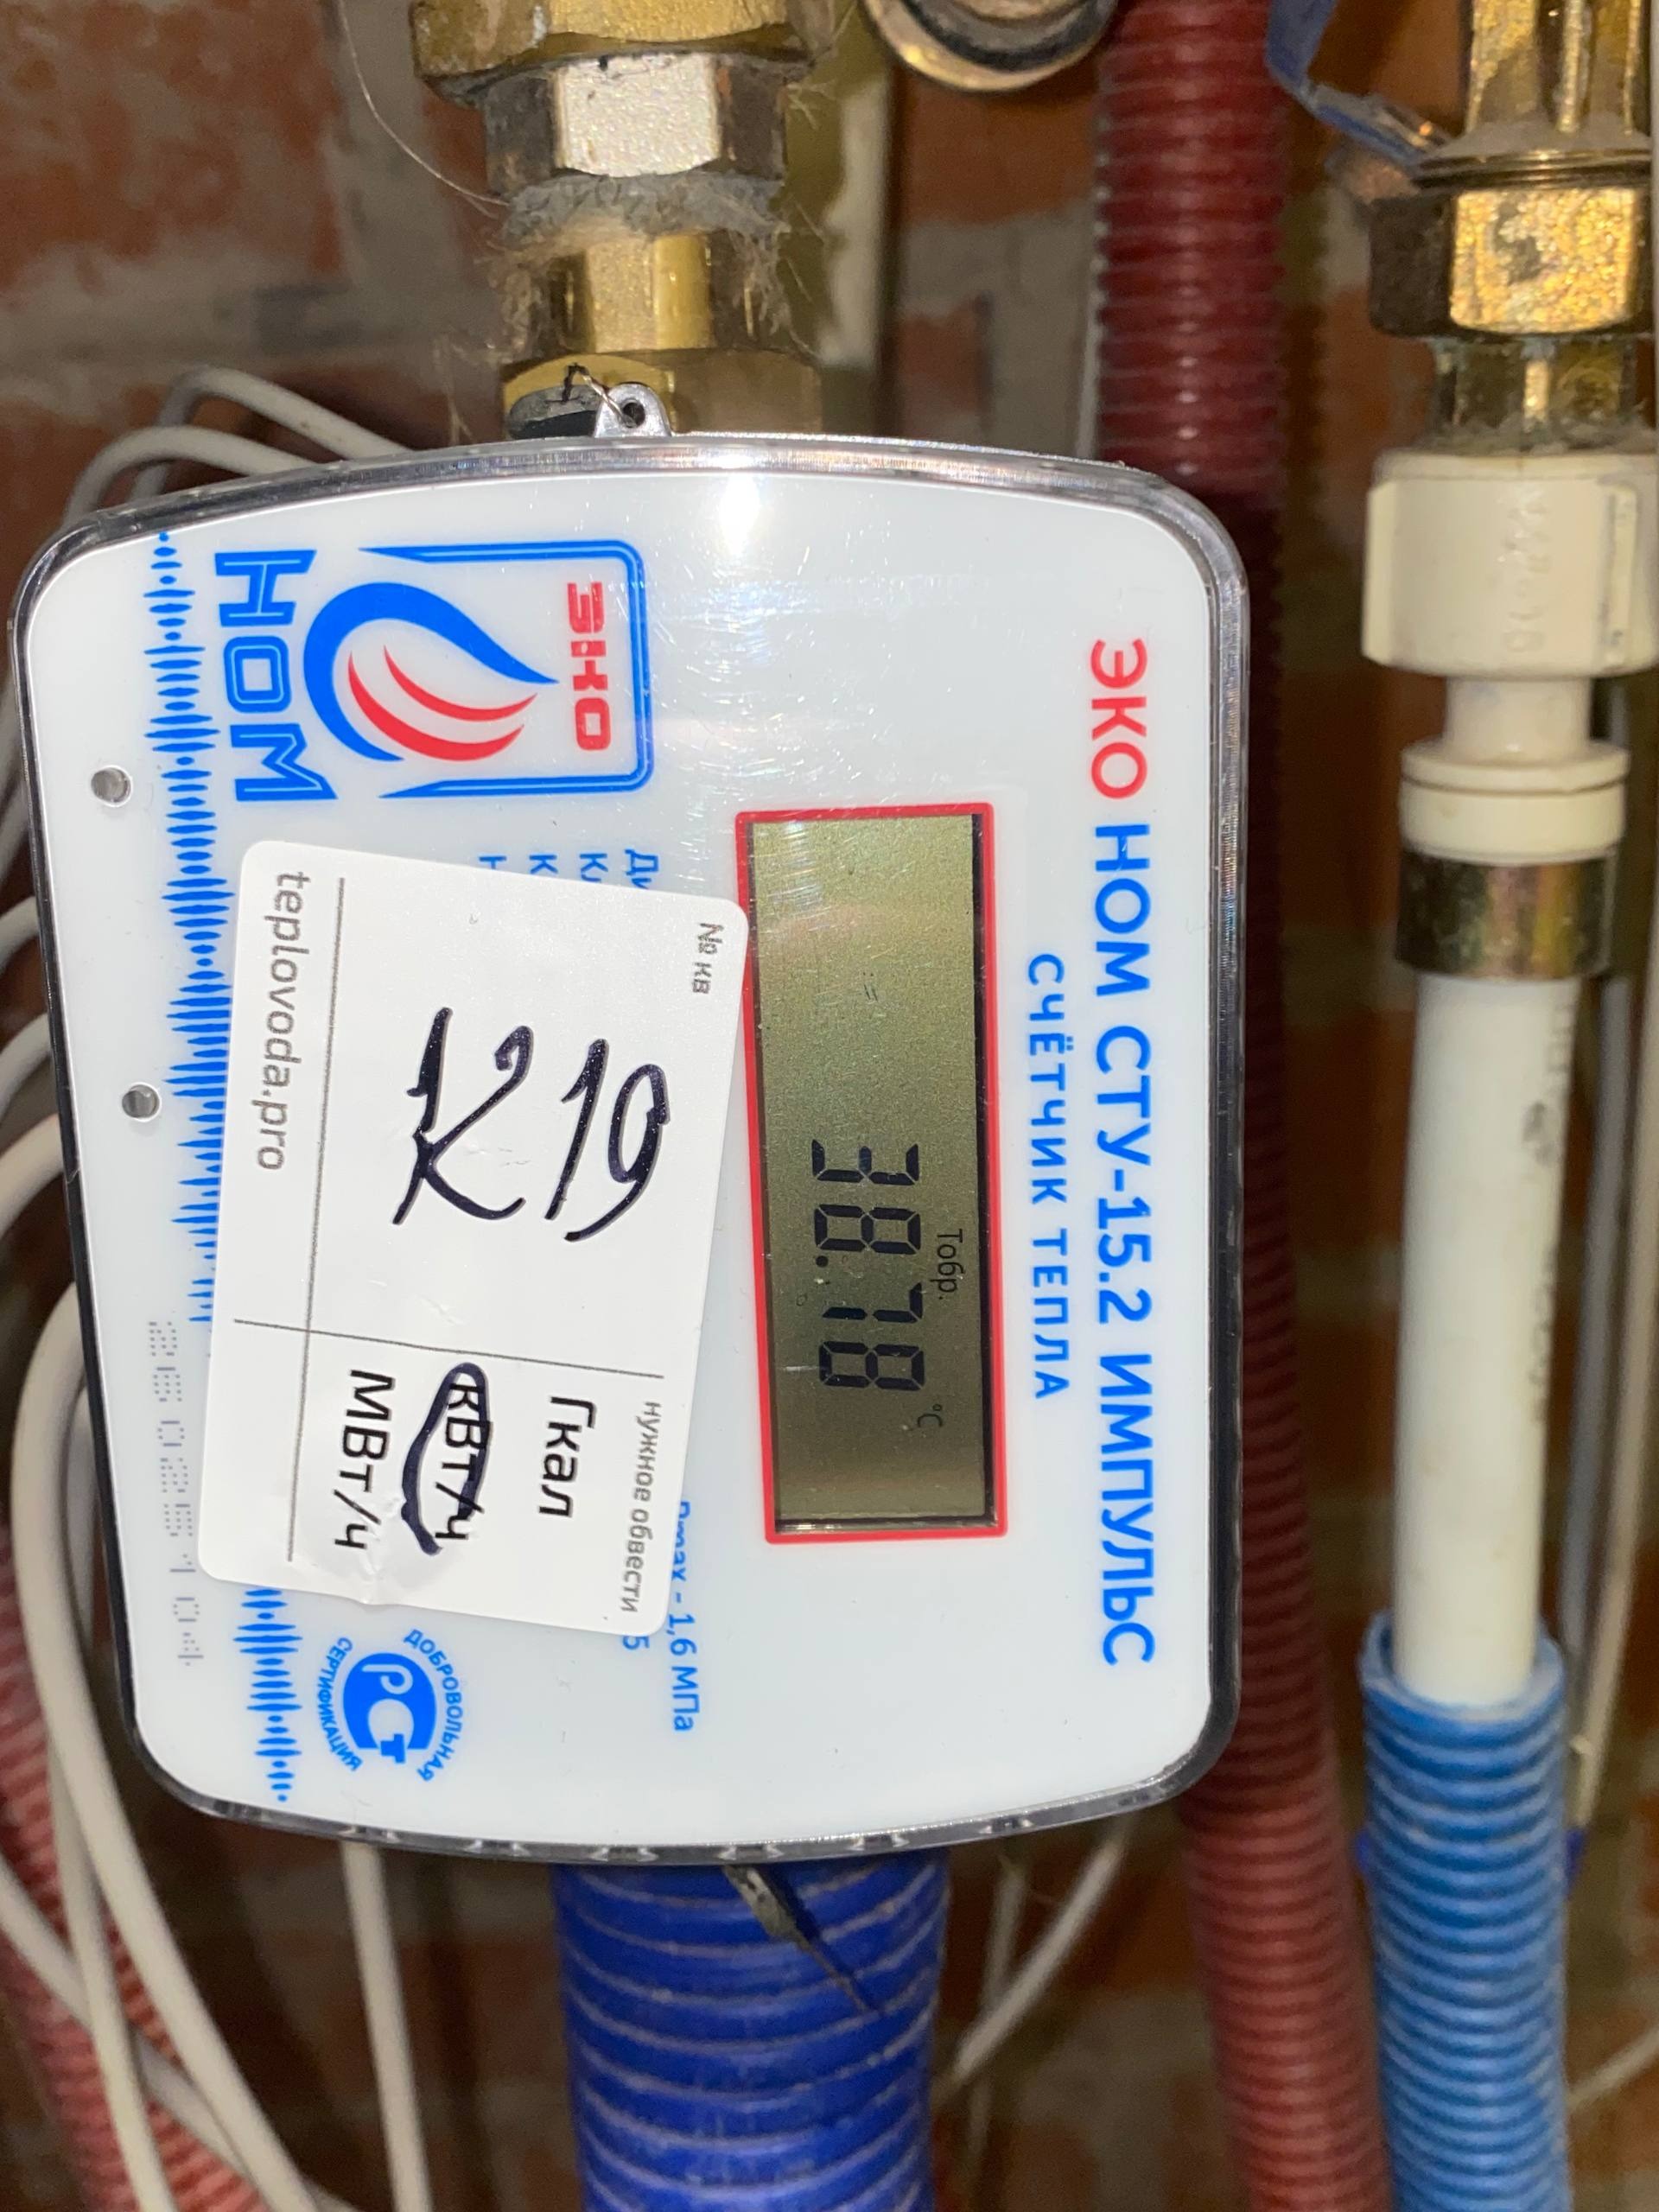 ЭКО НОМ СТУ-15.2 ИМПУЛЬС
СЧЁТЧИК ТЕПЛА
Тобр.
38.78 °C
ЭКО
НОМ
Pmax - 1,6 МПа
№ кв
К19
нужное обвести
Гкал
кВт/ч
МВт/ч
teplovoda.pro
ДОБРОВОЛЬНАЯ
РСТ
СЕРТИФИКАЦИЯ